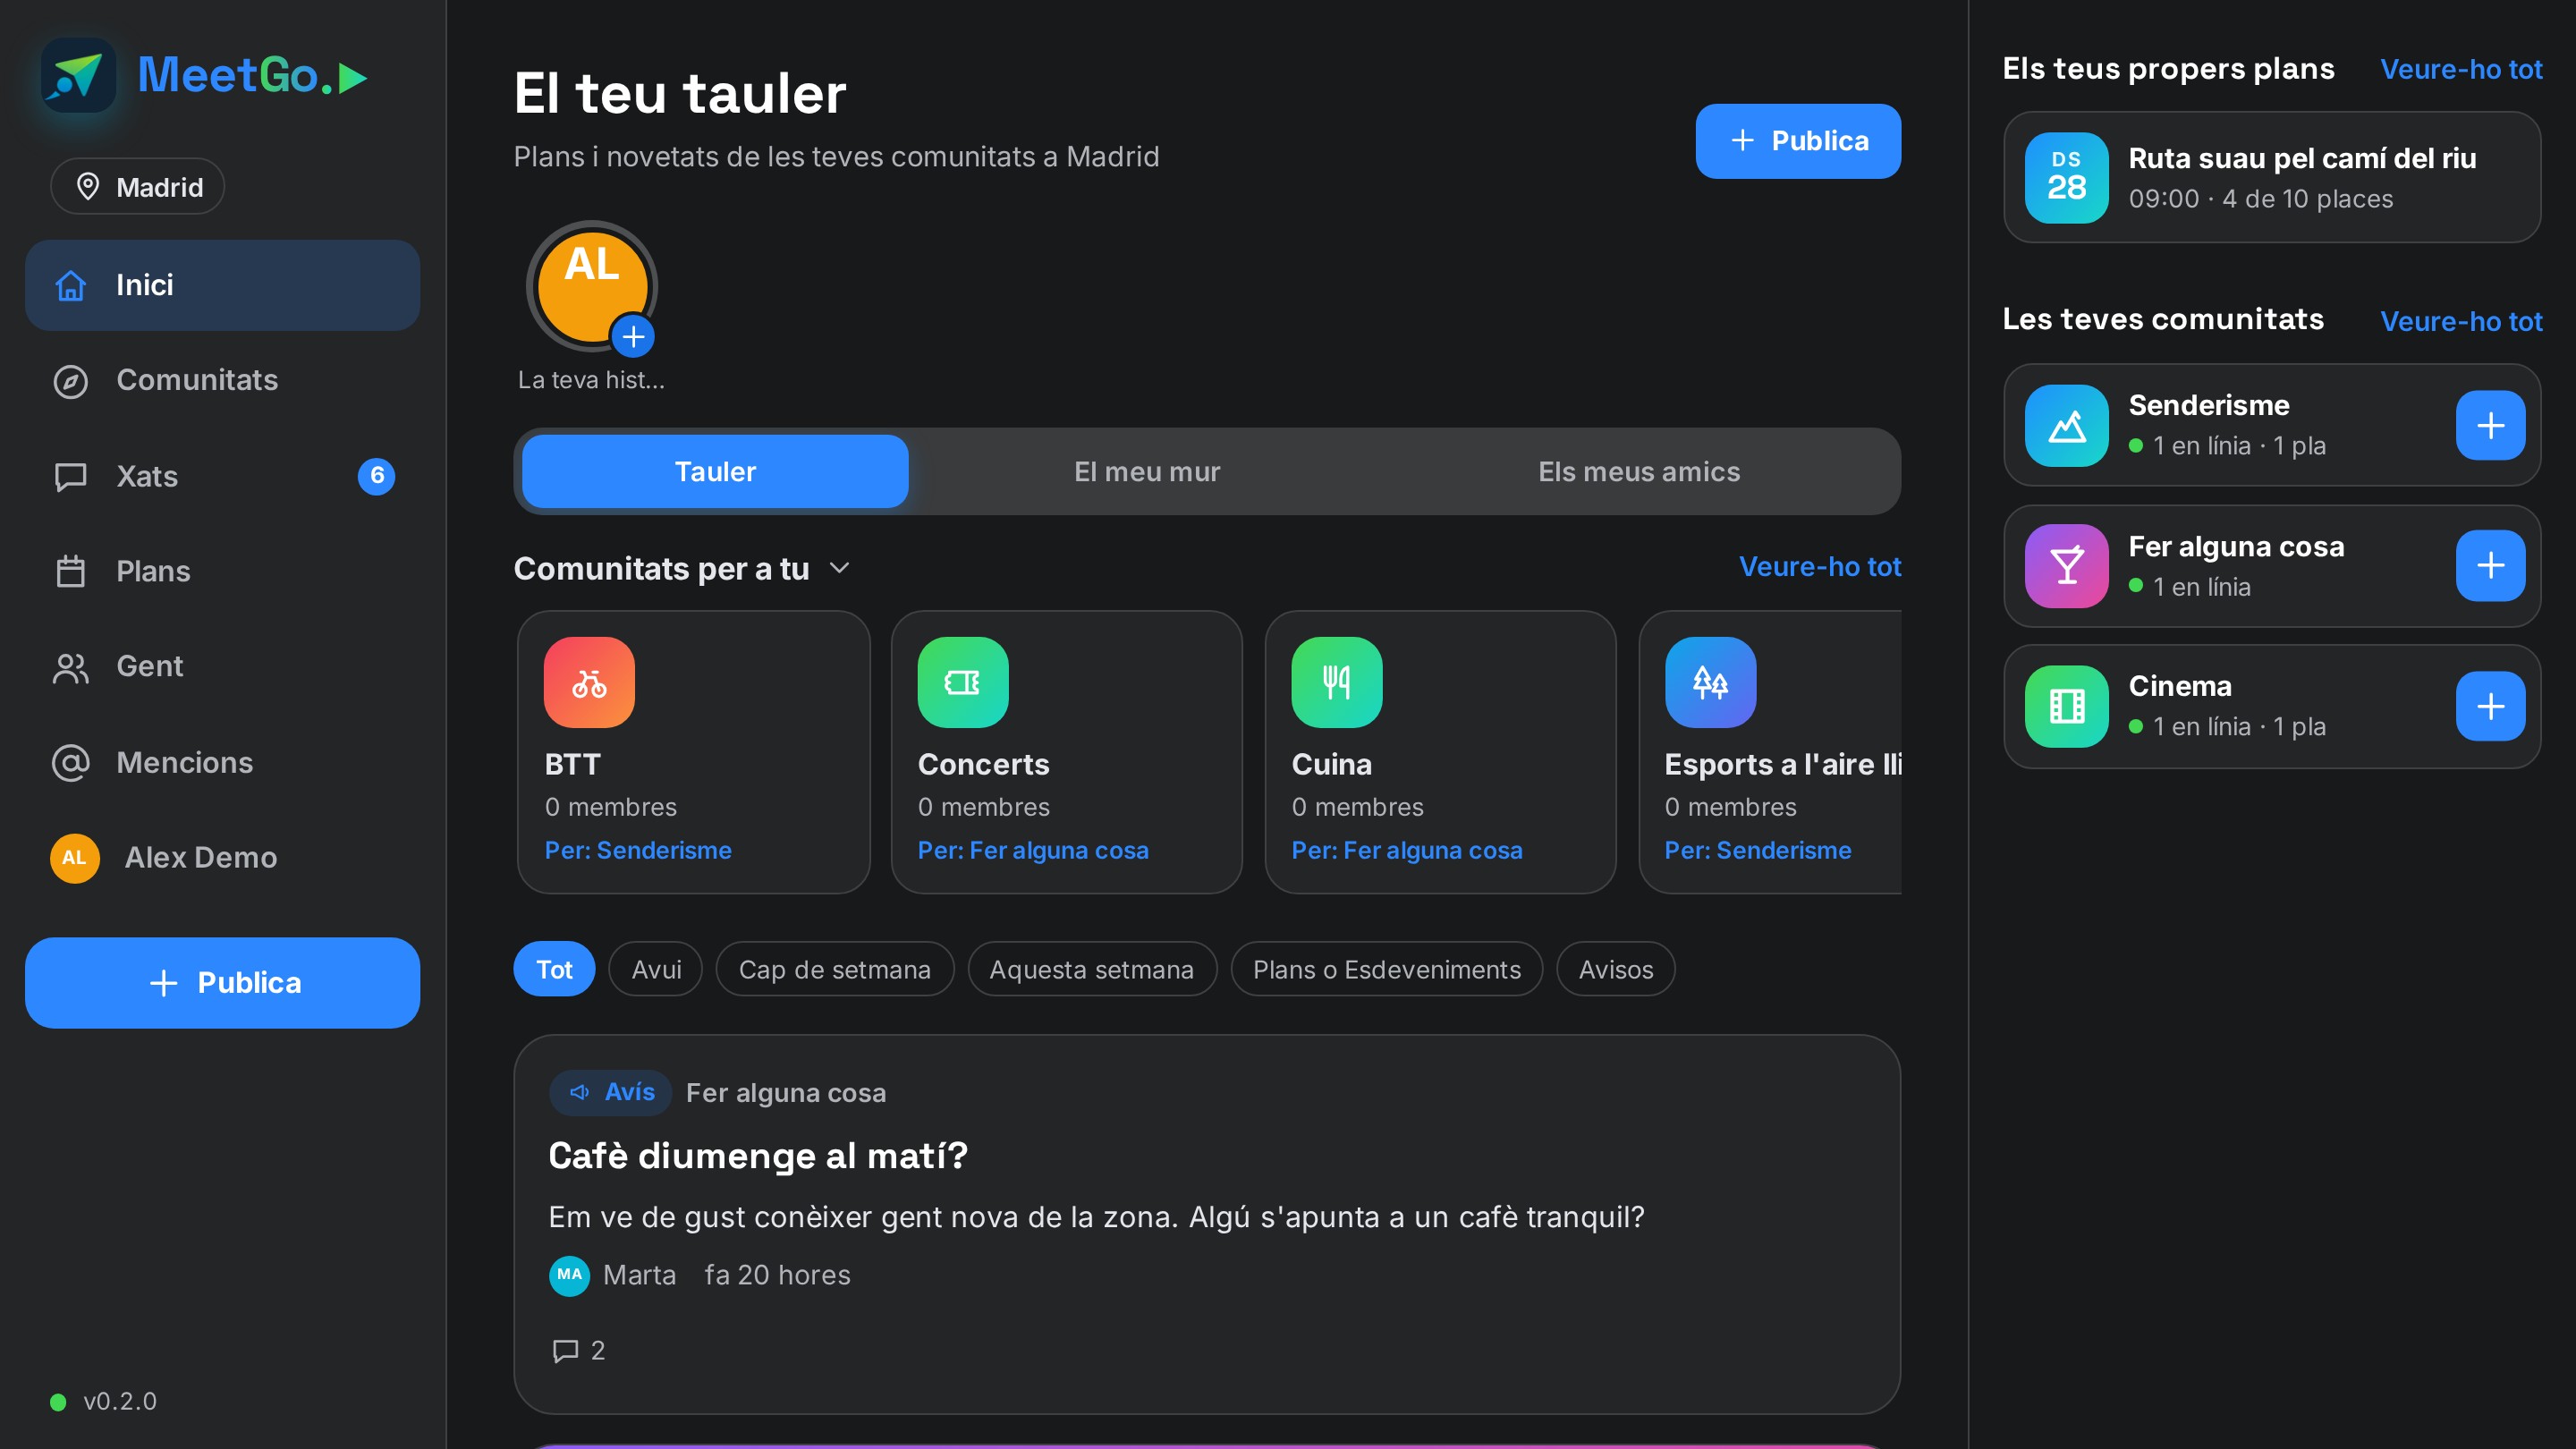 MeetGo.
Madrid
Inici
Comunitats
Xats 6
Plans
Gent
Mencions
AL Alex Demo
Publica
v0.2.0
El teu tauler
Plans i novetats de les teves comunitats a Madrid
Publica
AL
La teva hist...
Tauler El meu mur Els meus amics
Comunitats per a tu Veure-ho tot
BTT
0 membres
Per: Senderisme
Concerts
0 membres
Per: Fer alguna cosa
Cuina
0 membres
Per: Fer alguna cosa
Esports a l'aire lli
0 membres
Per: Senderisme
Tot Avui Cap de setmana Aquesta setmana Plans o Esdeveniments Avisos
Avís Fer alguna cosa
Cafè diumenge al matí?
Em ve de gust conèixer gent nova de la zona. Algú s'apunta a un cafè tranquil?
MA Marta fa 20 hores
2
Els teus propers plans Veure-ho tot
DS
28
Ruta suau pel camí del riu
09:00 · 4 de 10 places
Les teves comunitats Veure-ho tot
Senderisme
1 en línia · 1 pla
Fer alguna cosa
1 en línia
Cinema
1 en línia · 1 pla